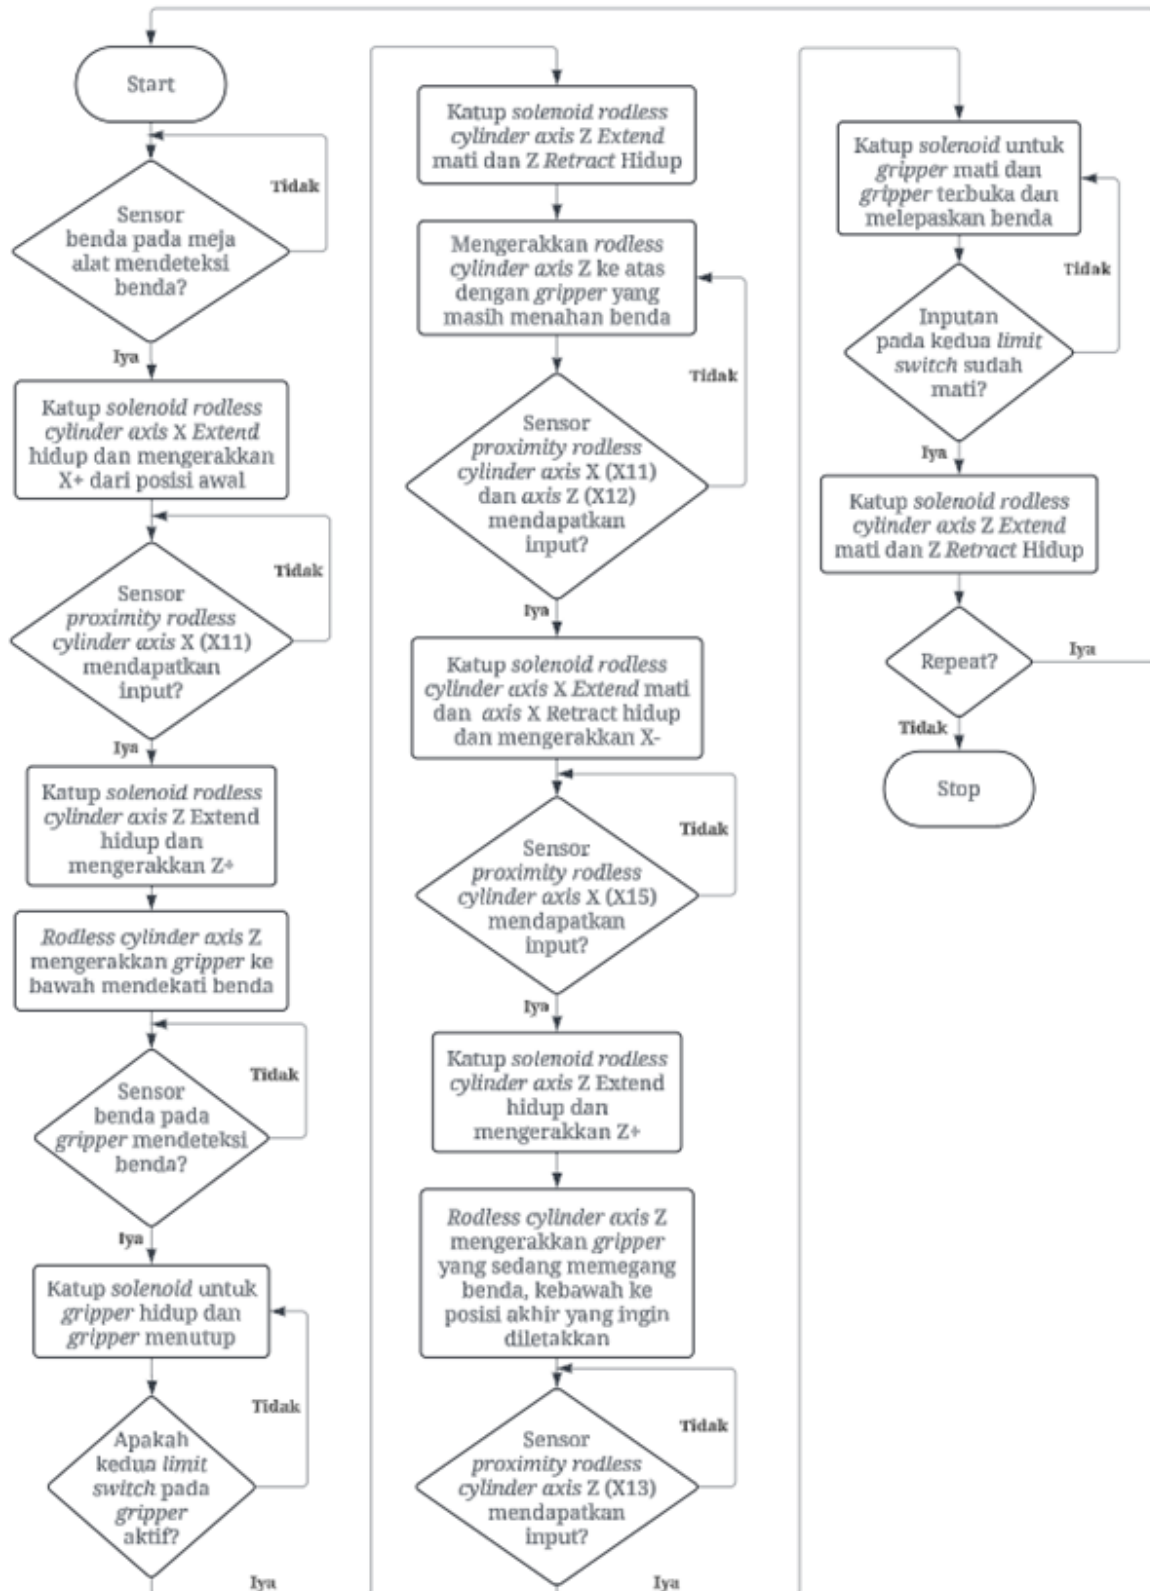 Start
Tidak
Sensor
benda pada meja
alat mendeteksi
benda?
Iya
Katup solenoid rodless
cylinder axis X Extend
hidup dan mengerakkan
X+ dari posisi awal
Tidak
Sensor
proximity rodless
cylinder axis X (X11)
mendapatkan
input?
Iya
Katup solenoid rodless
cylinder axis Z Extend
hidup dan
mengerakkan Z+
Rodless cylinder axis Z
mengerakkan gripper ke
bawah mendekati benda
Tidak
Sensor
benda pada
gripper mendeteksi
benda?
Iya
Katup solenoid untuk
gripper hidup dan
gripper menutup
Tidak
Apakah
kedua limit
switch pada
gripper
aktif?
Iya
Katup solenoid rodless
cylinder axis Z Extend
mati dan Z Retract Hidup
Mengerakkan rodless
cylinder axis Z ke atas
dengan gripper yang
masih menahan benda
Tidak
Sensor
proximity rodless
cylinder axis X (X11)
dan axis Z (X12)
mendapatkan
input?
Iya
Katup solenoid rodless
cylinder axis X Extend mati
dan axis X Retract hidup
dan mengerakkan X-
Tidak
Sensor
proximity rodless
cylinder axis X (X15)
mendapatkan
input?
Iya
Katup solenoid rodless
cylinder axis Z Extend
hidup dan
mengerakkan Z+
Rodless cylinder axis Z
mengerakkan gripper
yang sedang memegang
benda, kebawah ke
posisi akhir yang ingin
diletakkan
Tidak
Sensor
proximity rodless
cylinder axis Z (X13)
mendapatkan
input?
Iya
Katup solenoid untuk
gripper mati dan
gripper terbuka dan
melepaskan benda
Tidak
Inputan
pada kedua limit
switch sudah
mati?
Iya
Katup solenoid rodless
cylinder axis Z Extend
mati dan Z Retract Hidup
Repeat?
Iya
Tidak
Stop